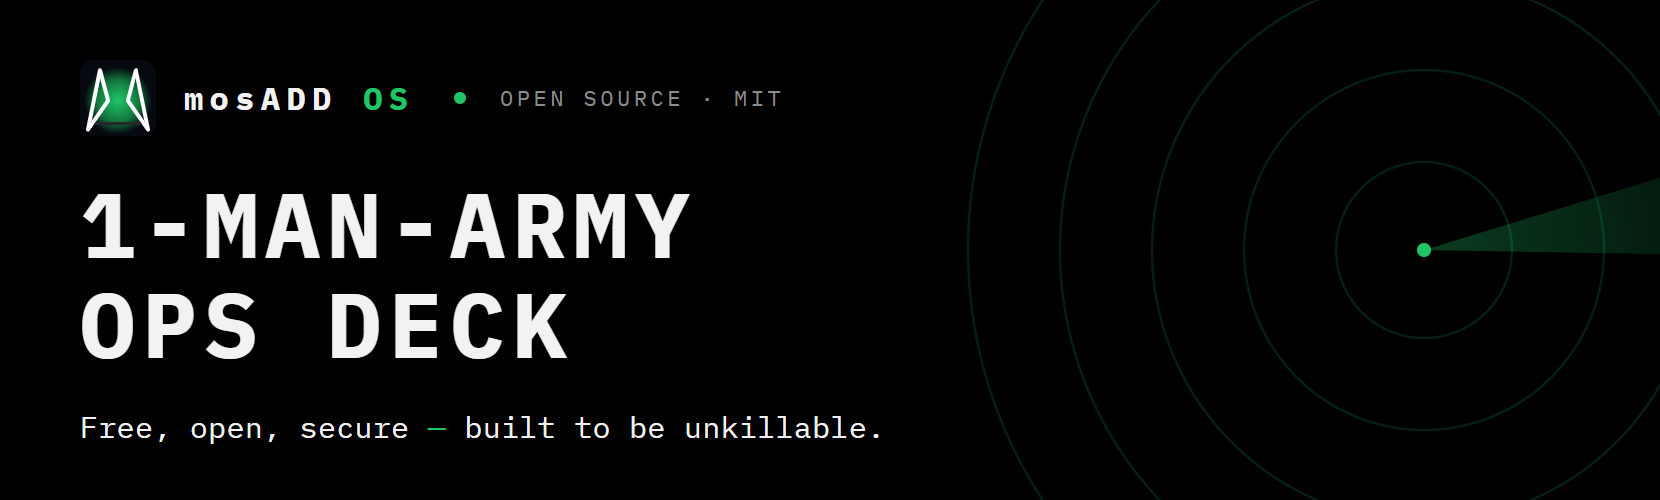 mosADD OS • OPEN SOURCE · MIT
1-MAN-ARMY
OPS DECK
Free, open, secure — built to be unkillable.